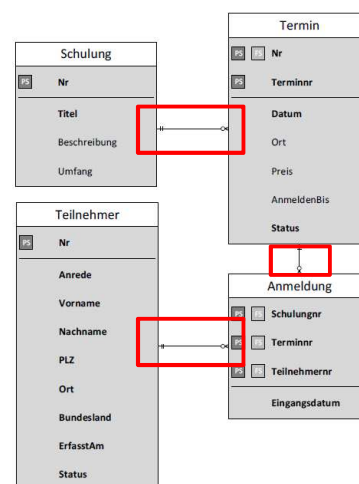 Termin
PS FS Nr
PS Terminnr
Datum
Ort
Preis
AnmeldenBis
Status
Schulung
PS Nr
Titel
Beschreibung
Umfang
Teilnehmer
PS Nr
Anrede
Vorname
Nachname
PLZ
Ort
Bundesland
ErfasstAm
Status
Anmeldung
PS FS Schulungnr
PS FS Terminnr
PS FS Teilnehmernr
Eingangsdatum